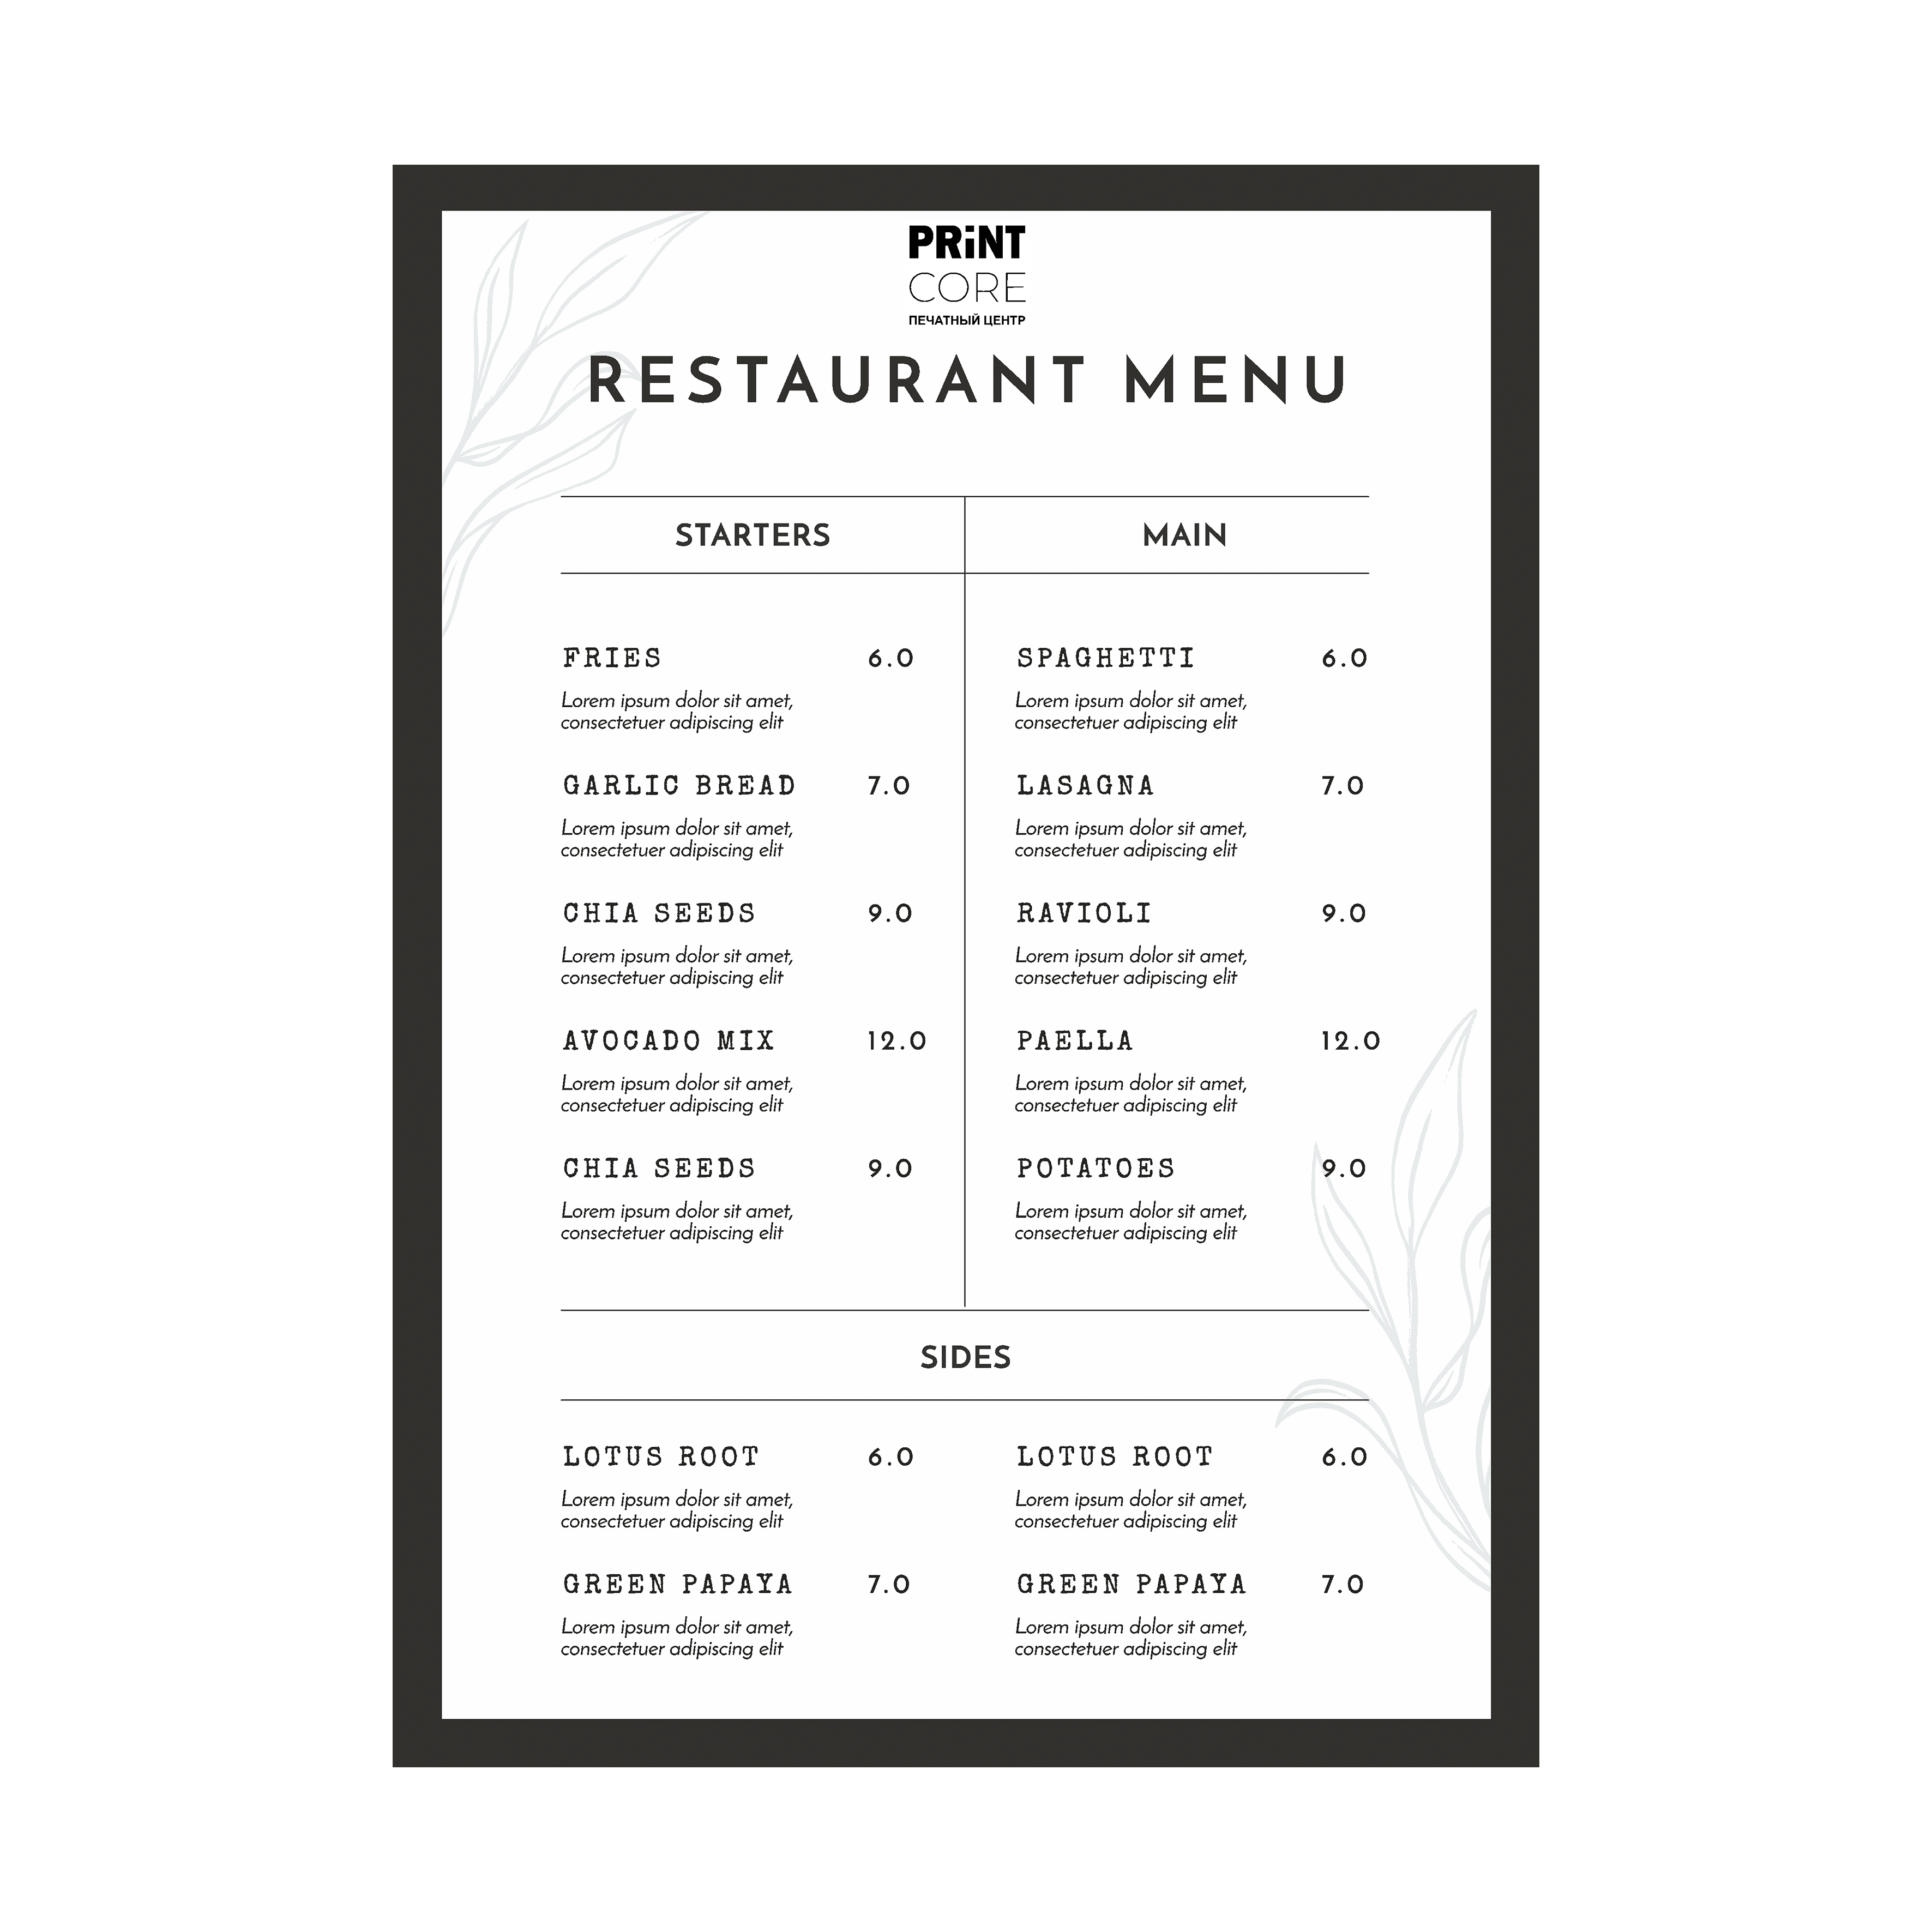 PRiNT
CORE
ПЕЧАТНЫЙ ЦЕНТР
RESTAURANT MENU
STARTERS
FRIES 6.0
Lorem ipsum dolor sit amet,
consectetuer adipiscing elit
GARLIC BREAD 7.0
Lorem ipsum dolor sit amet,
consectetuer adipiscing elit
CHIA SEEDS 9.0
Lorem ipsum dolor sit amet,
consectetuer adipiscing elit
AVOCADO MIX 12.0
Lorem ipsum dolor sit amet,
consectetuer adipiscing elit
CHIA SEEDS 9.0
Lorem ipsum dolor sit amet,
consectetuer adipiscing elit
MAIN
SPAGHETTI 6.0
Lorem ipsum dolor sit amet,
consectetuer adipiscing elit
LASAGNA 7.0
Lorem ipsum dolor sit amet,
consectetuer adipiscing elit
RAVIOLI 9.0
Lorem ipsum dolor sit amet,
consectetuer adipiscing elit
PAELLA 12.0
Lorem ipsum dolor sit amet,
consectetuer adipiscing elit
POTATOES 9.0
Lorem ipsum dolor sit amet,
consectetuer adipiscing elit
SIDES
LOTUS ROOT 6.0
Lorem ipsum dolor sit amet,
consectetuer adipiscing elit
GREEN PAPAYA 7.0
Lorem ipsum dolor sit amet,
consectetuer adipiscing elit
LOTUS ROOT 6.0
Lorem ipsum dolor sit amet,
consectetuer adipiscing elit
GREEN PAPAYA 7.0
Lorem ipsum dolor sit amet,
consectetuer adipiscing elit